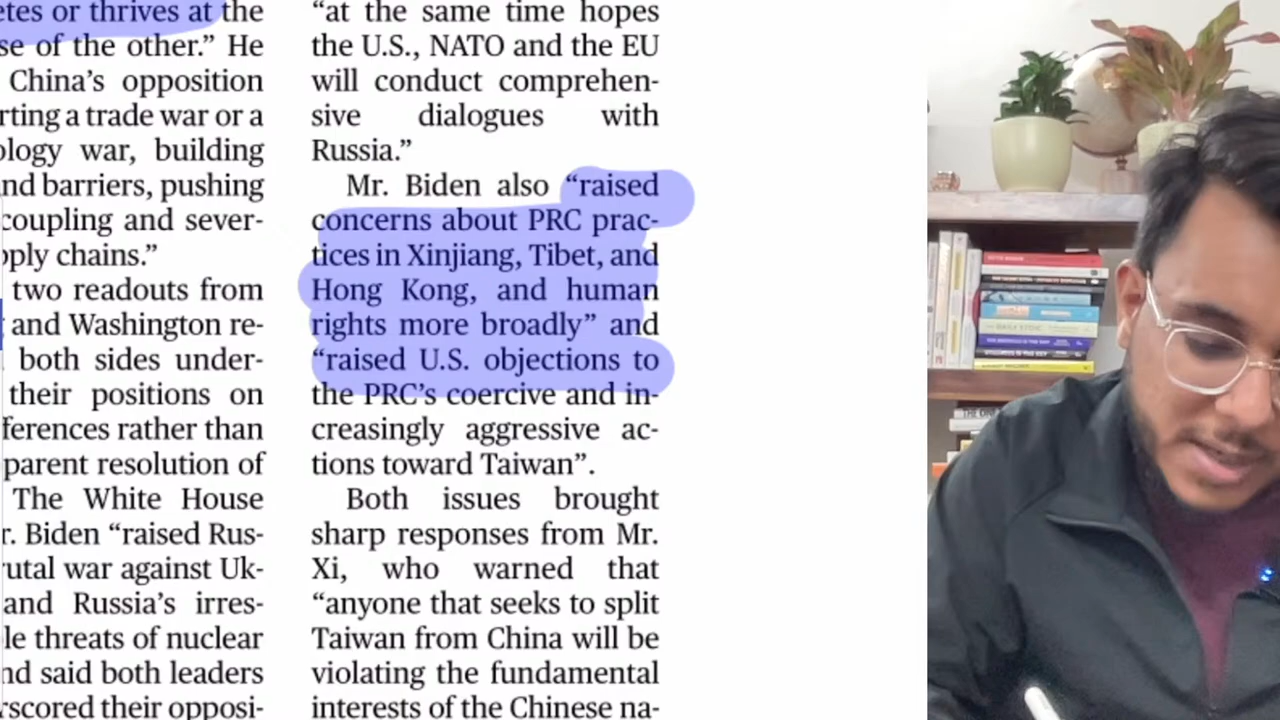 etes or thrives at the
se of the other.” He
China’s opposition
rting a trade war or a
ology war, building
nd barriers, pushing
coupling and sever-
pply chains.”
two readouts from
and Washington re-
both sides under-
their positions on
ferences rather than
parent resolution of
The White House
r. Biden “raised Rus-
rutal war against Uk-
and Russia’s irres-
le threats of nuclear
nd said both leaders
rscored their opposi-
“at the same time hopes
the U.S., NATO and the EU
will conduct comprehen-
sive dialogues with
Russia.”
Mr. Biden also “raised
concerns about PRC prac-
tices in Xinjiang, Tibet, and
Hong Kong, and human
rights more broadly” and
“raised U.S. objections to
the PRC’s coercive and in-
creasingly aggressive ac-
tions toward Taiwan”.
Both issues brought
sharp responses from Mr.
Xi, who warned that
“anyone that seeks to split
Taiwan from China will be
violating the fundamental
interests of the Chinese na-